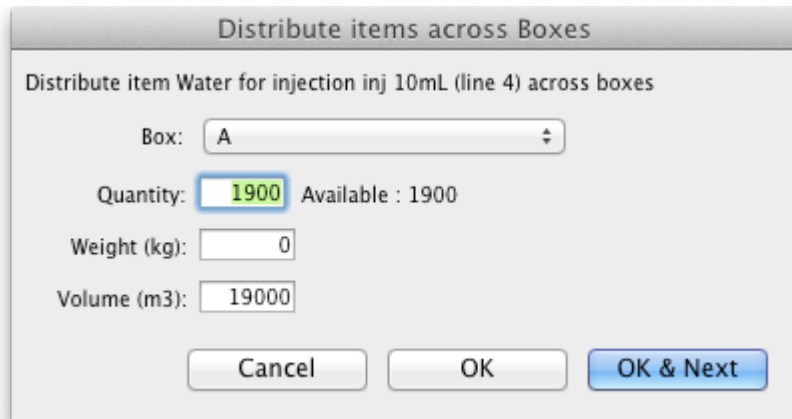 Distribute items across Boxes
Distribute item Water for injection inj 10mL (line 4) across boxes
Box: A
Quantity: 1900 Available : 1900
Weight (kg): 0
Volume (m3): 19000
Cancel OK OK & Next